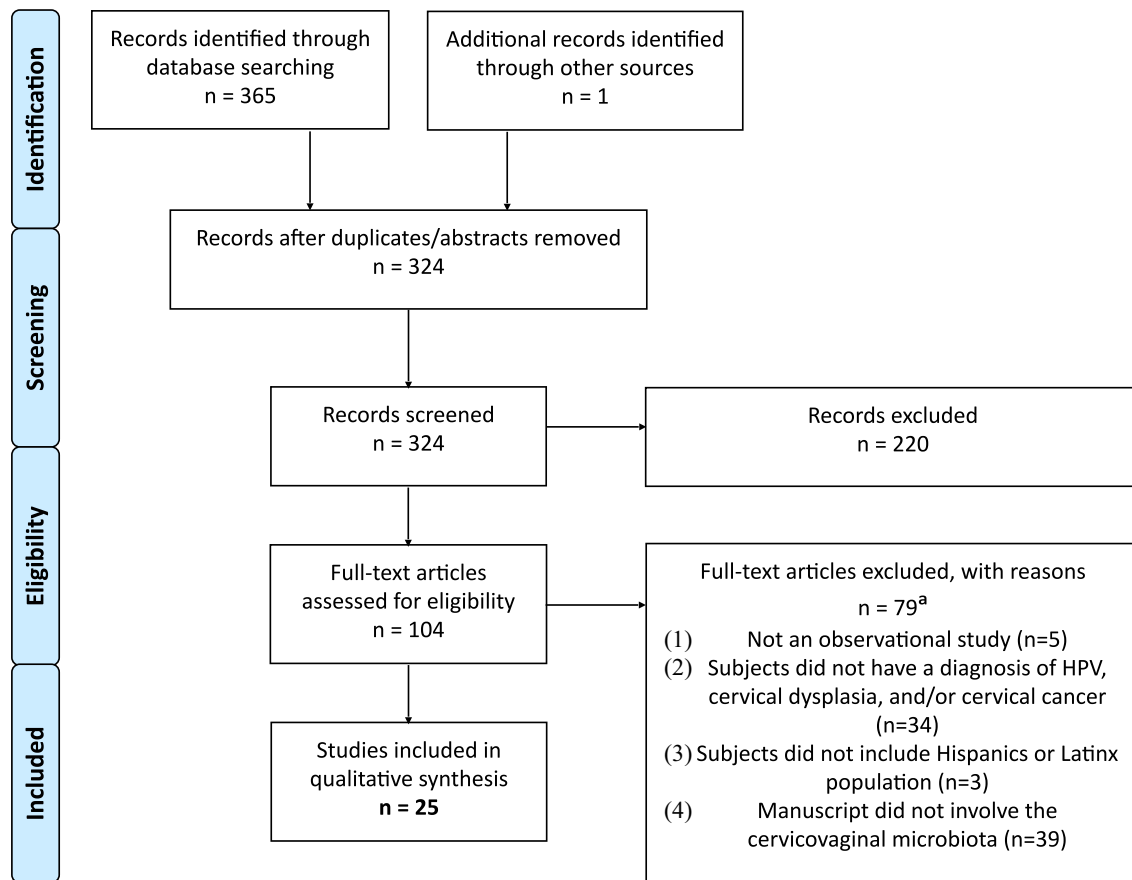 Identification
Records identified through
database searching
n = 365
Additional records identified
through other sources
n = 1
Records after duplicates/abstracts removed
n = 324
Screening
Records screened
n = 324
Records excluded
n = 220
Eligibility
Full-text articles
assessed for eligibility
n = 104
Full-text articles excluded, with reasons
n = 79ᵃ
(1) Not an observational study (n=5)
(2) Subjects did not have a diagnosis of HPV,
cervical dysplasia, and/or cervical cancer
(n=34)
(3) Subjects did not include Hispanics or Latinx
population (n=3)
(4) Manuscript did not involve the
cervicovaginal microbiota (n=39)
Included
Studies included in
qualitative synthesis
n = 25